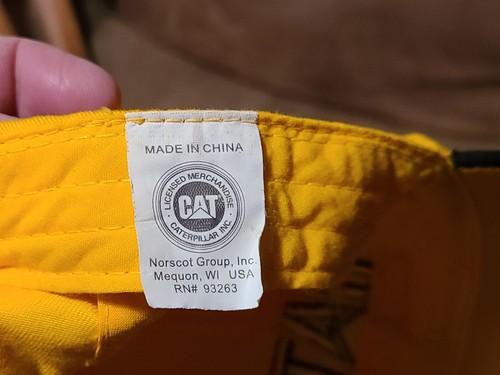 MADE IN CHINA
LICENSED MERCHANDISE
CAT
CATERPILLAR INC.
Norscot Group, Inc.
Mequon, WI USA
RN# 93263